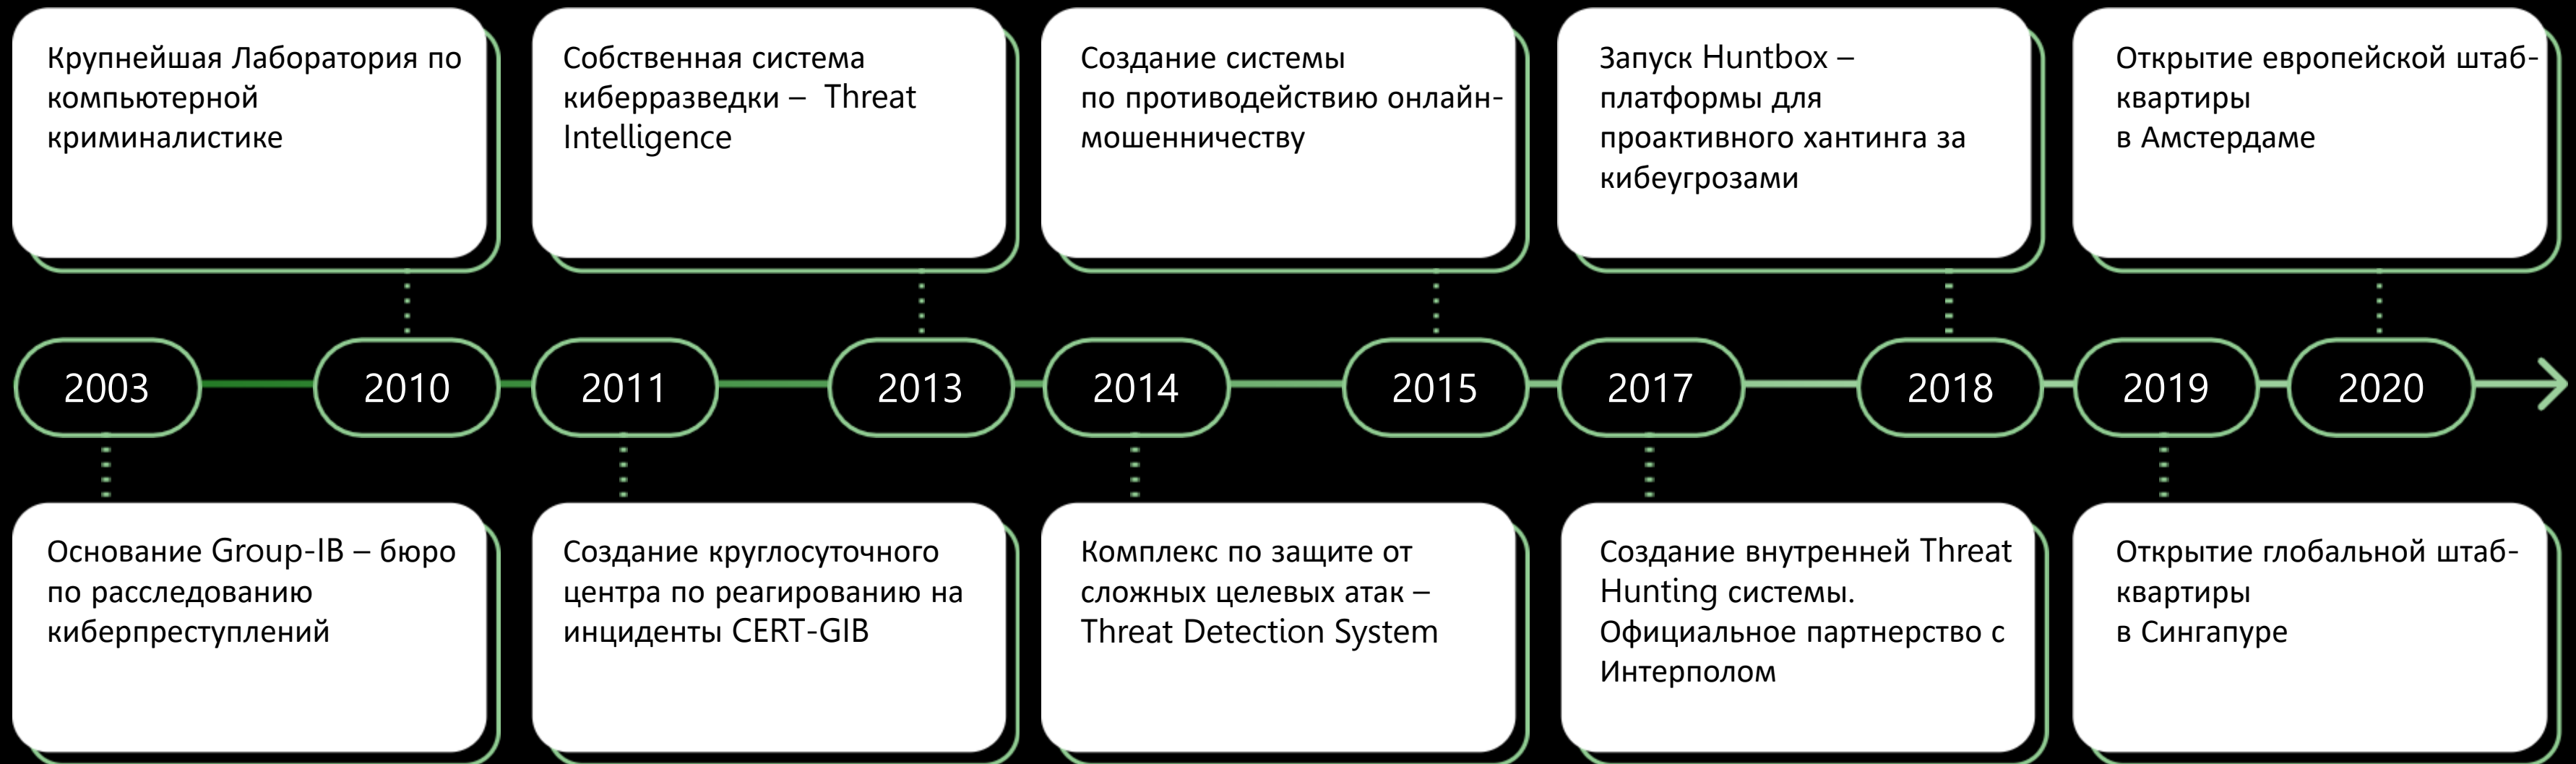 Крупнейшая Лаборатория по
компьютерной
криминалистике
Собственная система
киберразведки – Threat
Intelligence
Создание системы
по противодействию онлайн-
мошенничеству
Запуск Huntbox –
платформы для
проактивного хантинга за
кибеугрозами
Открытие европейской штаб-
квартиры
в Амстердаме
2003
2010
2011
2013
2014
2015
2017
2018
2019
2020
Основание Group-IB – бюро
по расследованию
киберпреступлений
Создание круглосуточного
центра по реагированию на
инциденты CERT-GIB
Комплекс по защите от
сложных целевых атак –
Threat Detection System
Создание внутренней Threat
Hunting системы.
Официальное партнерство с
Интерполом
Открытие глобальной штаб-
квартиры
в Сингапуре